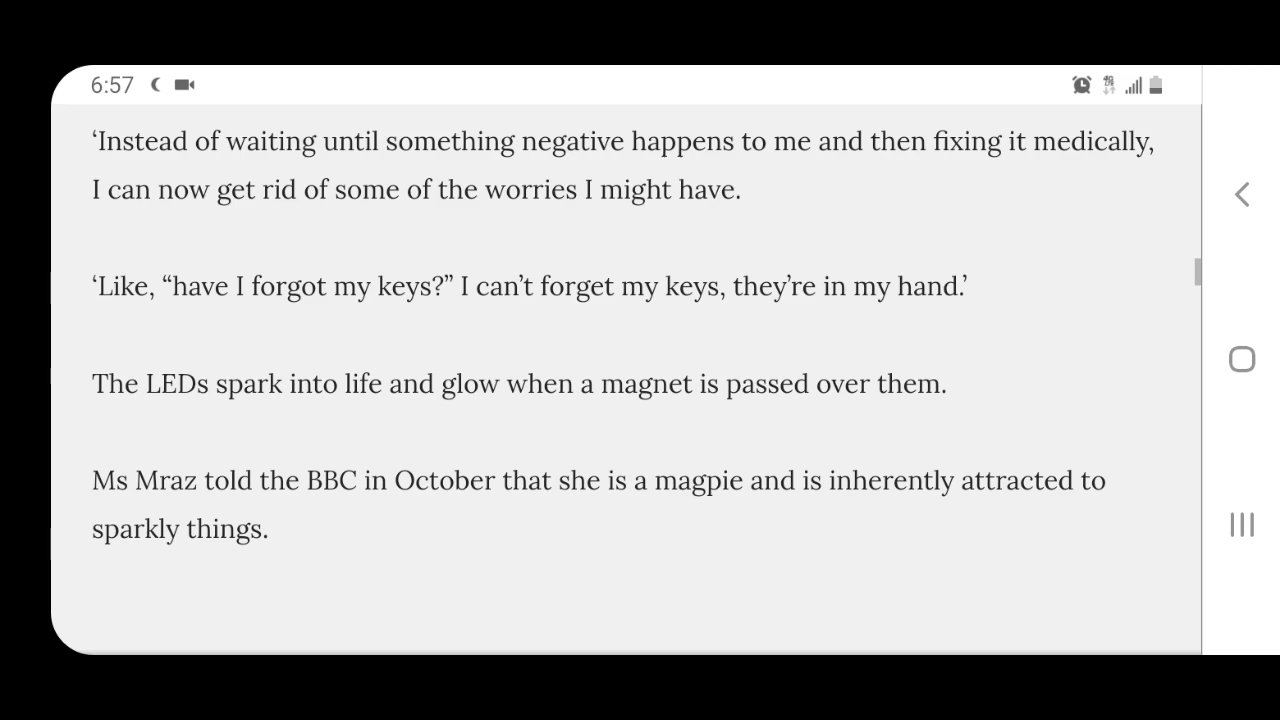 6:57
‘Instead of waiting until something negative happens to me and then fixing it medically,
I can now get rid of some of the worries I might have.
‘Like, “have I forgot my keys?” I can’t forget my keys, they’re in my hand.’
The LEDs spark into life and glow when a magnet is passed over them.
Ms Mraz told the BBC in October that she is a magpie and is inherently attracted to
sparkly things.